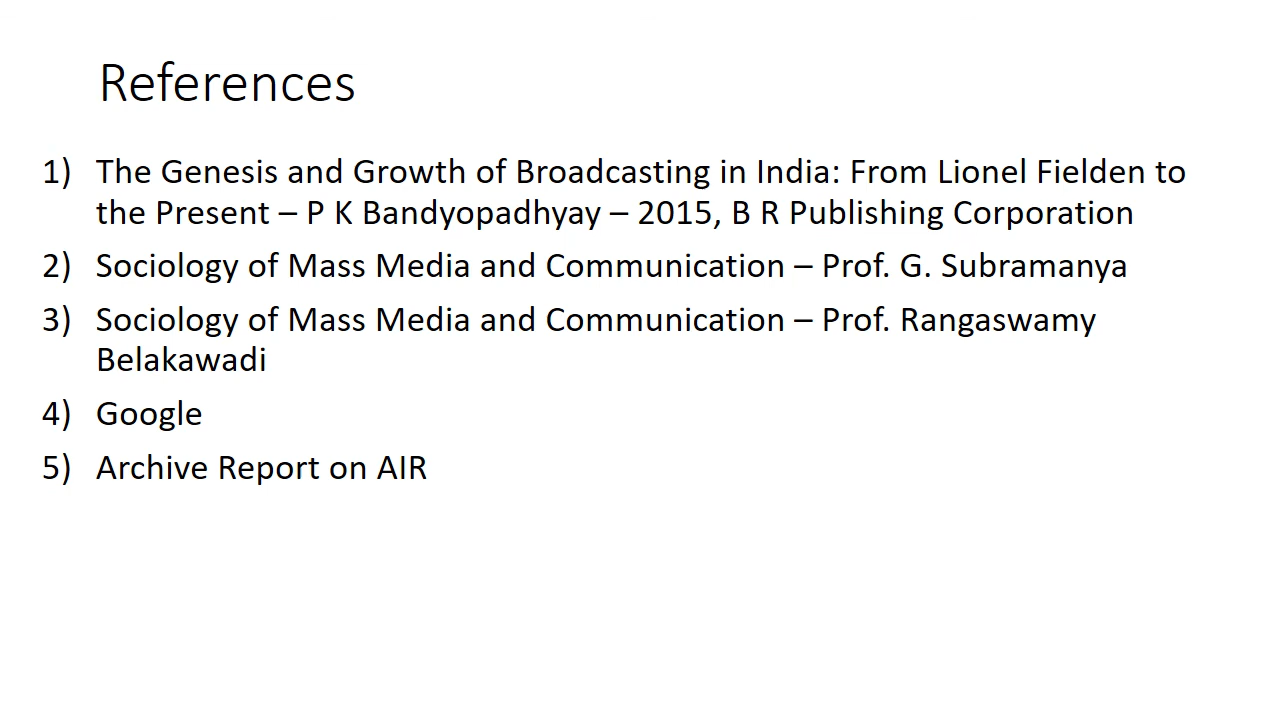 References
1) The Genesis and Growth of Broadcasting in India: From Lionel Fielden to
the Present – P K Bandyopadhyay – 2015, B R Publishing Corporation
2) Sociology of Mass Media and Communication – Prof. G. Subramanya
3) Sociology of Mass Media and Communication – Prof. Rangaswamy
Belakawadi
4) Google
5) Archive Report on AIR